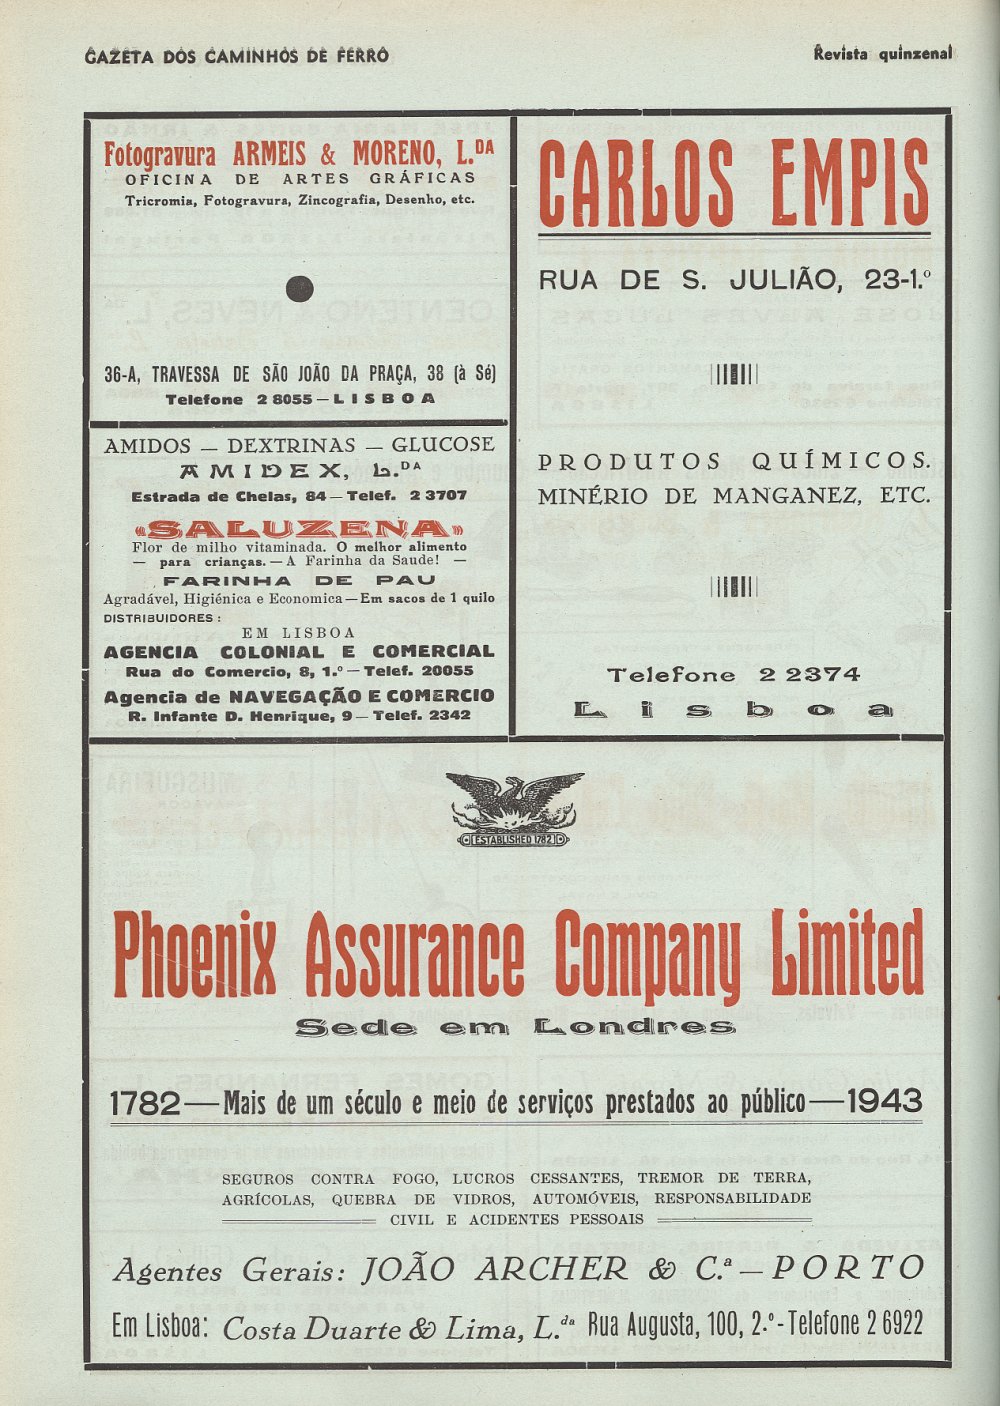 GAZETA DOS CAMINHOS DE FERRO
Revista quinzenal
Fotogravura ARMEIS & MORENO, L.DA
OFICINA DE ARTES GRÁFICAS
Tricromia, Fotogravura, Zincografia, Desenho, etc.
36-A, TRAVESSA DE SÃO JOÃO DA PRAÇA, 38 (à Sé)
Telefone 2 8055 — LISBOA
AMIDOS — DEXTRINAS — GLUCOSE
AMIDEX, L.DA
Estrada de Chelas, 84 — Telef. 2 3707
«SALUZENA»
Flor de milho vitaminada. O melhor alimento
— para crianças. — A Farinha da Saude! —
FARINHA DE PAU
Agradável, Higiénica e Economica — Em sacos de 1 quilo
DISTRIBUIDORES :
EM LISBOA
AGENCIA COLONIAL E COMERCIAL
Rua do Comercio, 8, 1.º — Telef. 20055
Agencia de NAVEGAÇÃO E COMERCIO
R. Infante D. Henrique, 9 — Telef. 2342
CARLOS EMPIS
RUA DE S. JULIÃO, 23-1.º
PRODUTOS QUÍMICOS.
MINÉRIO DE MANGANEZ, ETC.
Telefone 2 2374
Lisboa
ESTABLISHED 1782
Phoenix Assurance Company Limited
Sede em Londres
1782 — Mais de um século e meio de serviços prestados ao público — 1943
SEGUROS CONTRA FOGO, LUCROS CESSANTES, TREMOR DE TERRA,
AGRÍCOLAS, QUEBRA DE VIDROS, AUTOMÓVEIS, RESPONSABILIDADE
CIVIL E ACIDENTES PESSOAIS
Agentes Gerais: JOÃO ARCHER & C.ª — PORTO
Em Lisboa: Costa Duarte & Lima, L.da Rua Augusta, 100, 2.º - Telefone 2 6922